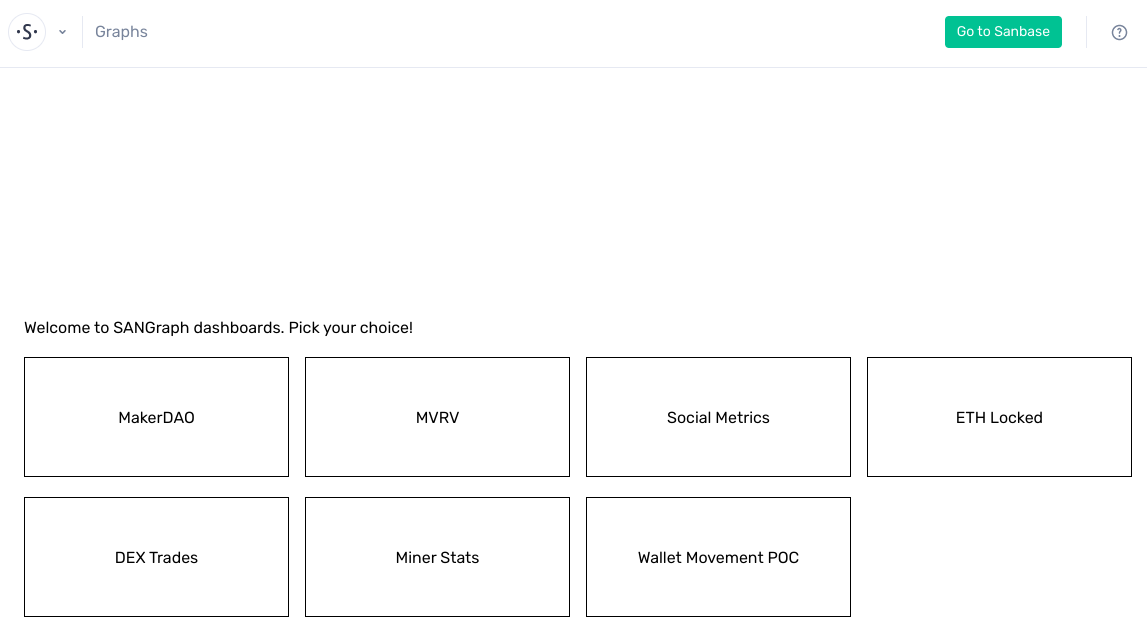 ·S·
Graphs
Go to Sanbase
Welcome to SANGraph dashboards. Pick your choice!
MakerDAO
MVRV
Social Metrics
ETH Locked
DEX Trades
Miner Stats
Wallet Movement POC